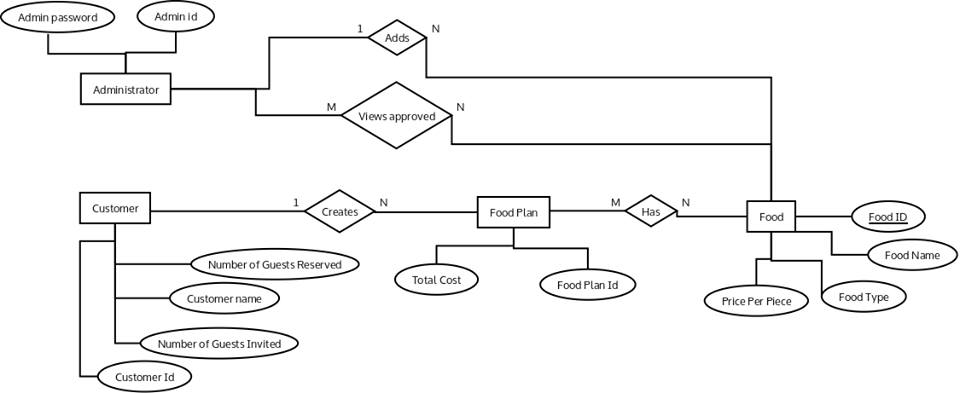 Admin password
Admin id
1
Adds
N
Administrator
M
Views approved
N
Customer
1
Creates
N
Food Plan
M
Has
N
Food
Food ID
Number of Guests Reserved
Food Name
Total Cost
Food Plan Id
Customer name
Price Per Piece
Food Type
Number of Guests Invited
Customer Id